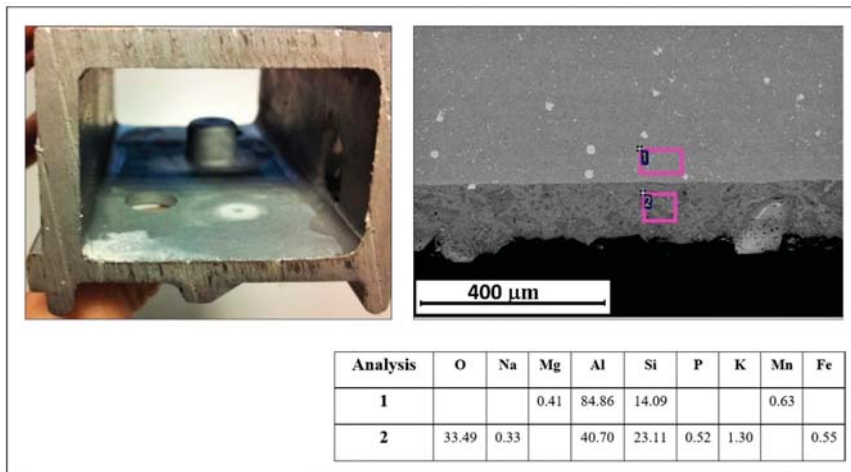 1
2
400 µm
Analysis O Na Mg Al Si P K Mn Fe
1 0.41 84.86 14.09 0.63
2 33.49 0.33 40.70 23.11 0.52 1.30 0.55